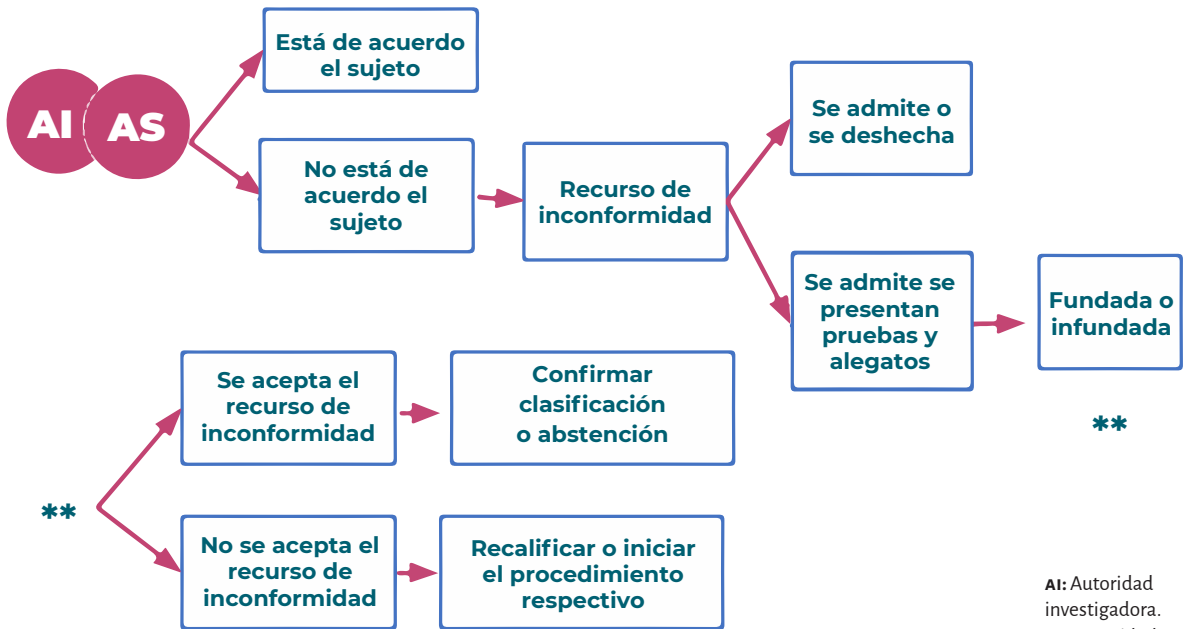 AI
AS
Está de acuerdo
el sujeto
No está de
acuerdo el
sujeto
Recurso de
inconformidad
Se admite o
se deshecha
Se admite se
presentan
pruebas y
alegatos
Fundada o
infundada
**
**
Se acepta el
recurso de
inconformidad
Confirmar
clasificación
o abstención
No se acepta el
recurso de
inconformidad
Recalificar o iniciar
el procedimiento
respectivo
AI: Autoridad
investigadora.